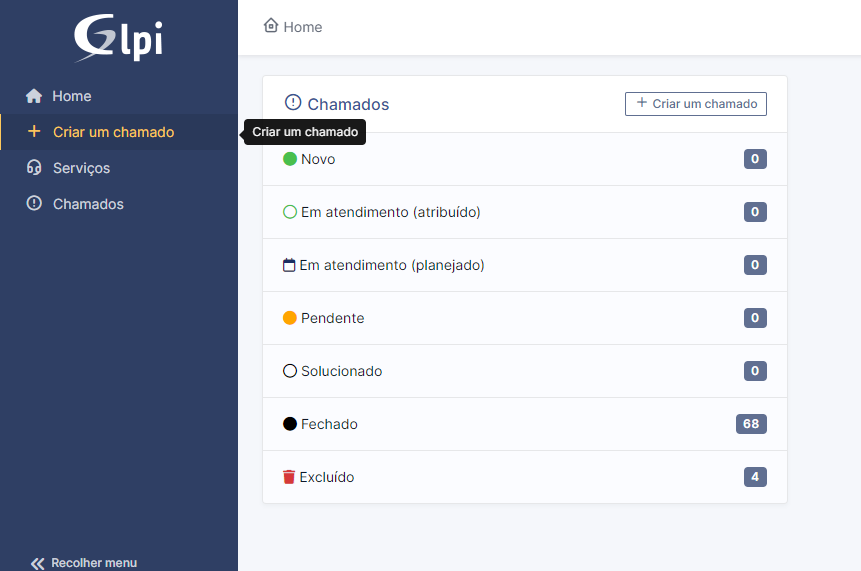 Glpi
Home
Criar um chamado
Serviços
Chamados
Recolher menu
Home
Chamados
Criar um chamado
Criar um chamado
Novo 0
Em atendimento (atribuído) 0
Em atendimento (planejado) 0
Pendente 0
Solucionado 0
Fechado 68
Excluído 4